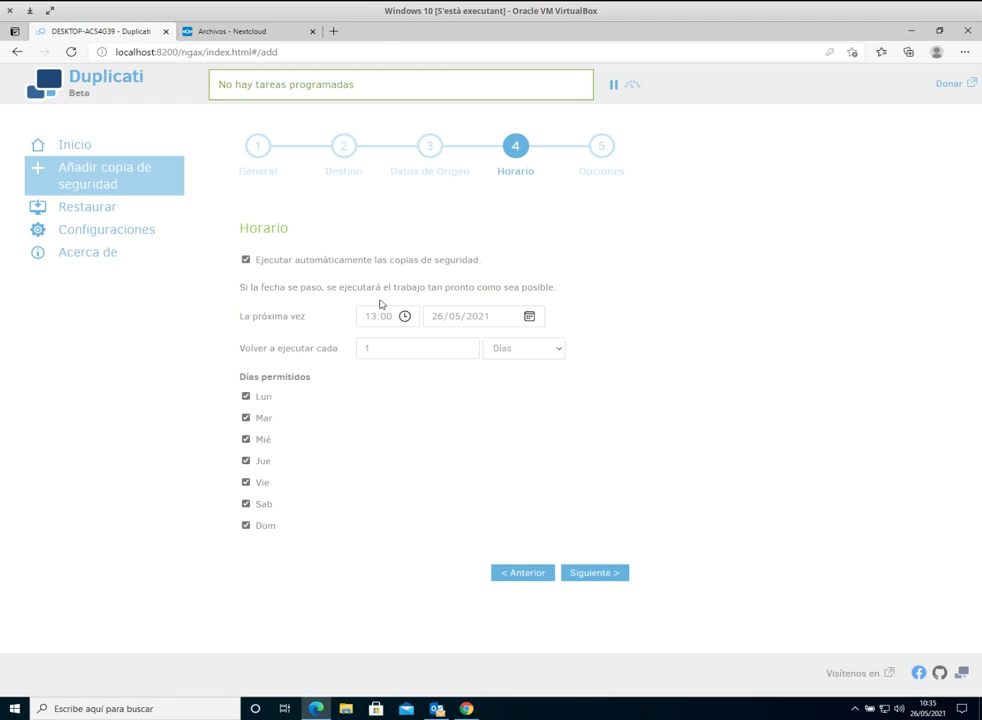 Windows 10 [S'està executant] - Oracle VM VirtualBox
DESKTOP-ACS4G39 - Duplicati
Archivos - Nextcloud
localhost:8200/ngax/index.html#/add
Duplicati
Beta
No hay tareas programadas
Donar
Inicio
Añadir copia de
seguridad
Restaurar
Configuraciones
Acerca de
1
2
3
4
5
General
Destino
Datos de Origen
Horario
Opciones
Horario
Ejecutar automáticamente las copias de seguridad.
Si la fecha se paso, se ejecutará el trabajo tan pronto como sea posible.
La próxima vez
13:00
26/05/2021
Volver a ejecutar cada
1
Días
Días permitidos
Lun
Mar
Mié
Jue
Vie
Sab
Dom
< Anterior
Siguiente >
Visítenos en
Escribe aquí para buscar
10:35
26/05/2021